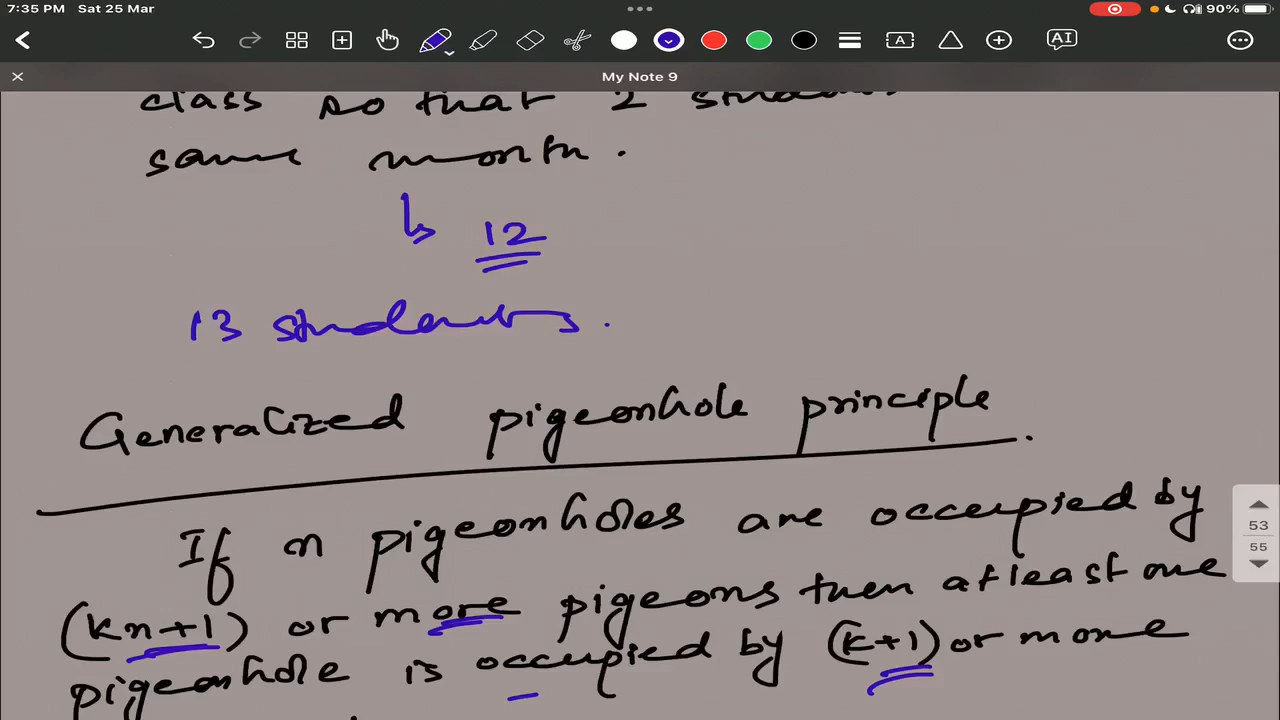 7:35 PM Sat 25 Mar
90%
A
AI
My Note 9
class so that 2
same month.
12
13 students.
Generalized pigeonhole principle.
If n pigeonholes are occupied by
(kn+1) or more pigeons then atleast one
pigeonhole is occupied by (k+1) or more
53
55